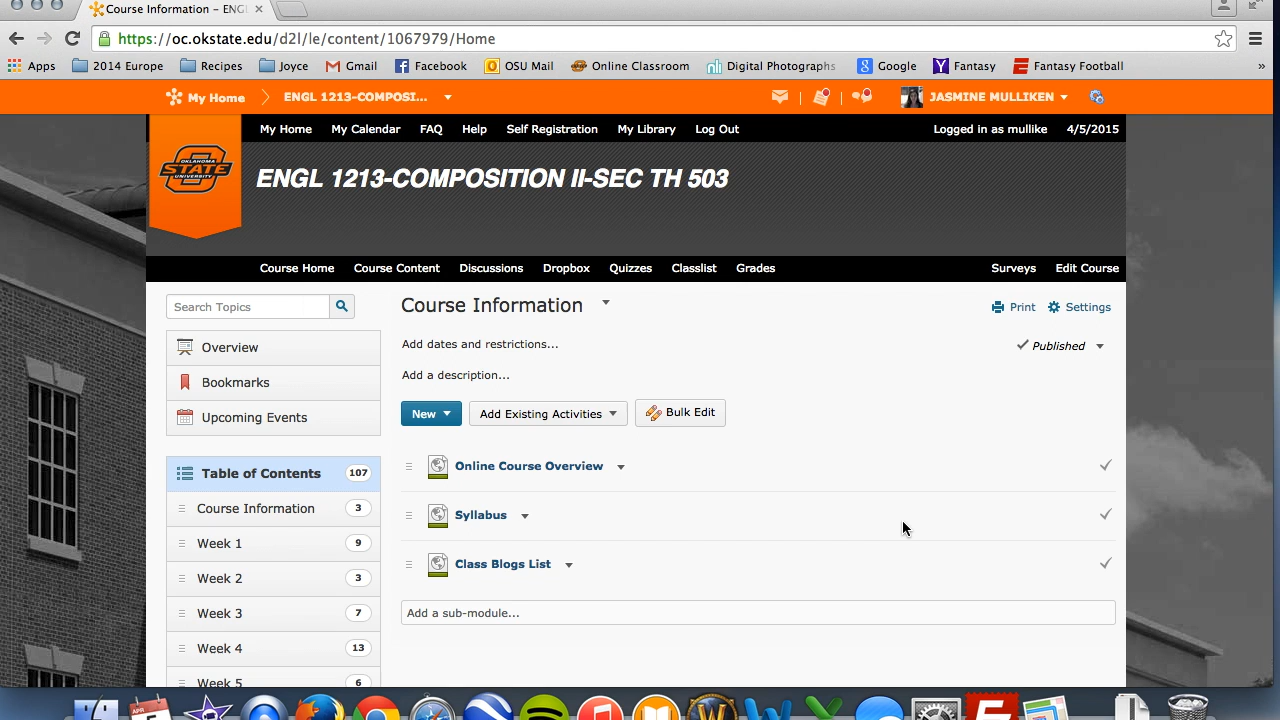 Course Information – ENGL
https://oc.okstate.edu/d2l/le/content/1067979/Home
Apps 2014 Europe Recipes Joyce Gmail Facebook OSU Mail Online Classroom Digital Photographs Google Fantasy Fantasy Football »
My Home ENGL 1213-COMPOSI... JASMINE MULLIKEN
My Home My Calendar FAQ Help Self Registration My Library Log Out Logged in as mullike 4/5/2015
OKLAHOMA
STATE
UNIVERSITY
ENGL 1213-COMPOSITION II-SEC TH 503
Course Home Course Content Discussions Dropbox Quizzes Classlist Grades Surveys Edit Course
Search Topics
Course Information
Print Settings
Overview
Add dates and restrictions...
Published
Bookmarks
Add a description...
Upcoming Events
New Add Existing Activities Bulk Edit
Table of Contents 107
Online Course Overview
Course Information 3
Syllabus
Week 1 9
Class Blogs List
Week 2 3
Week 3 7
Add a sub-module...
Week 4 13
Week 5 6
APR